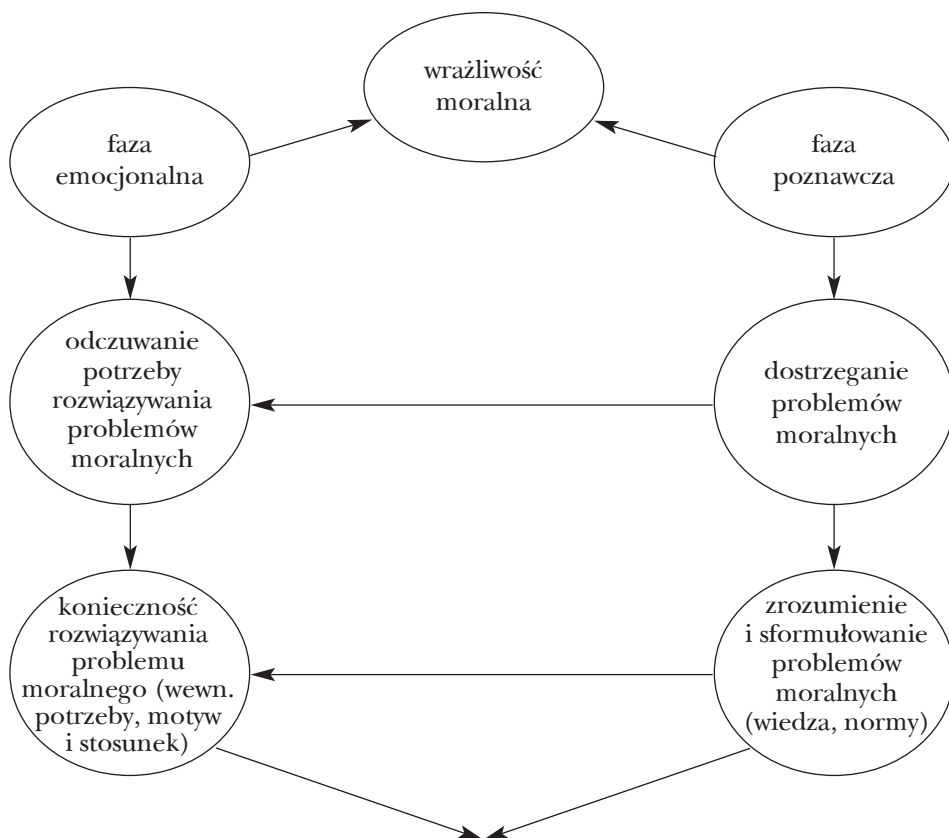 wrażliwość
moralna
faza
emocjonalna
faza
poznawcza
odczuwanie
potrzeby
rozwiązywania
problemów
moralnych
dostrzeganie
problemów
moralnych
konieczność
rozwiązywania
problemu
moralnego (wewn.
potrzeby, motyw
i stosunek)
zrozumienie
i sformułowanie
problemów
moralnych
(wiedza, normy)